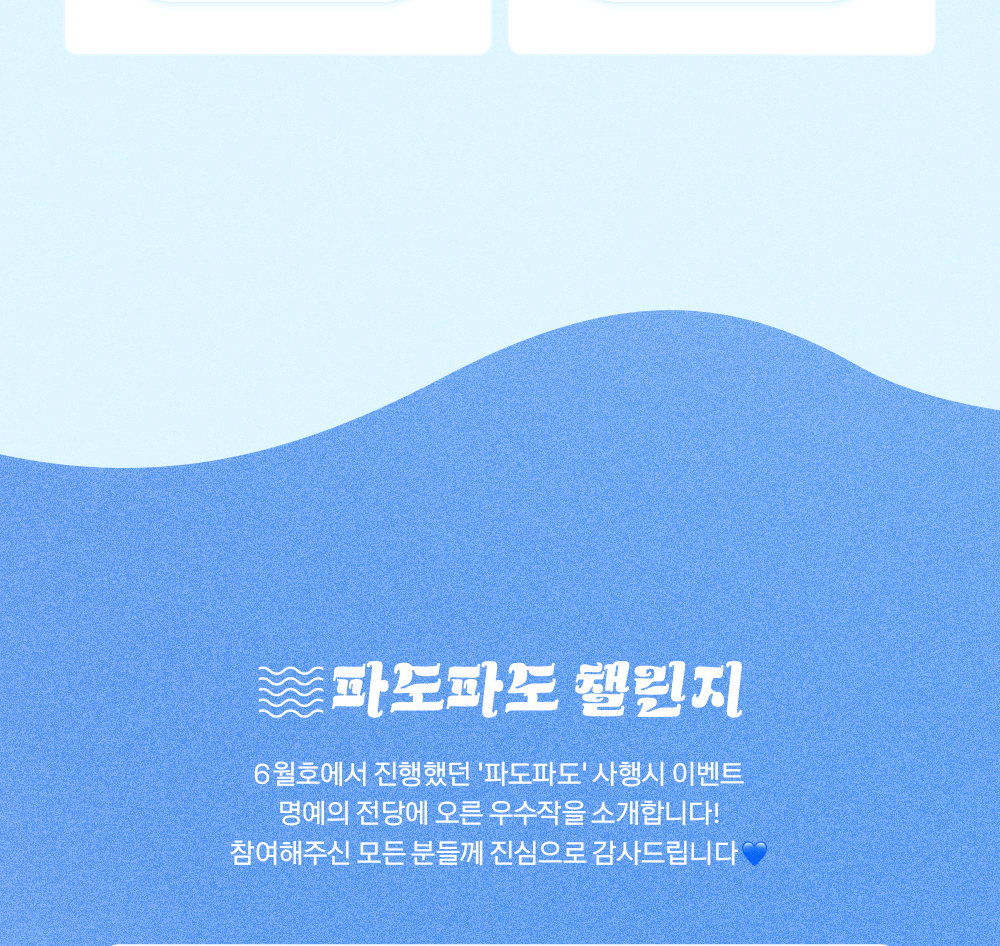 파도파도 챌린지
6월호에서 진행했던 '파도파도' 사행시 이벤트
명예의 전당에 오른 우수작을 소개합니다!
참여해주신 모든 분들께 진심으로 감사드립니다💙